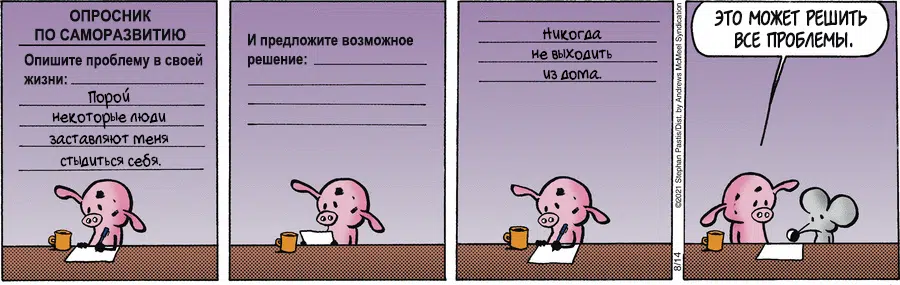 ОПРОСНИК
ПО САМОРАЗВИТИЮ
Опишите проблему в своей
жизни:
Порой
некоторые люди
заставляют меня
стыдиться себя.
И предложите возможное
решение:
Никогда
не выходить
из дома.
©2021 Stephan Pastis/Dist. by Andrews McMeel Syndication
8/14
ЭТО МОЖЕТ РЕШИТЬ
ВСЕ ПРОБЛЕМЫ.